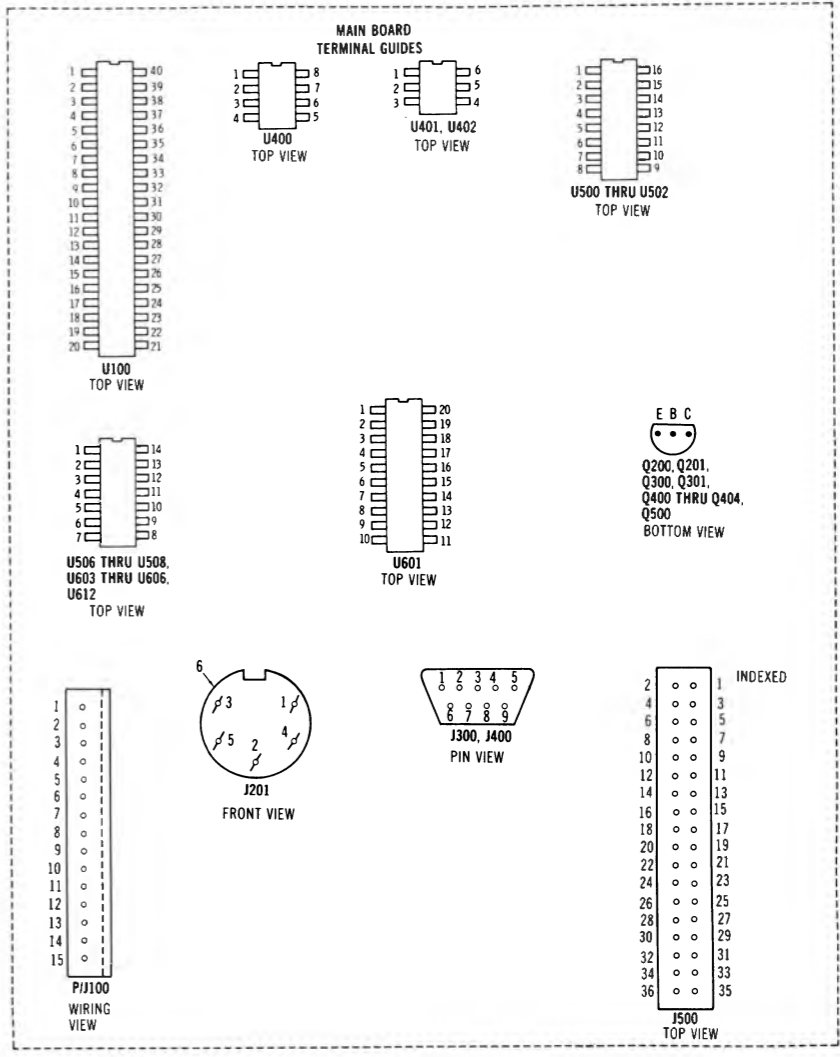 MAIN BOARD
TERMINAL GUIDES
1 40
2 39
3 38
4 37
5 36
6 35
7 34
8 33
9 32
10 31
11 30
12 29
13 28
14 27
15 26
16 25
17 24
18 23
19 22
20 21
U100
TOP VIEW
1 8
2 7
3 6
4 5
U400
TOP VIEW
1 6
2 5
3 4
U401, U402
TOP VIEW
1 16
2 15
3 14
4 13
5 12
6 11
7 10
8 9
U500 THRU U502
TOP VIEW
1 14
2 13
3 12
4 11
5 10
6 9
7 8
U506 THRU U508,
U603 THRU U606,
U612
TOP VIEW
1 20
2 19
3 18
4 17
5 16
6 15
7 14
8 13
9 12
10 11
U601
TOP VIEW
E B C
Q200, Q201,
Q300, Q301,
Q400 THRU Q404,
Q500
BOTTOM VIEW
1
2
3
4
5
6
7
8
9
10
11
12
13
14
15
P/J100
WIRING
VIEW
6
3 1
5 2 4
J201
FRONT VIEW
1 2 3 4 5
6 7 8 9
J300, J400
PIN VIEW
INDEXED
2 1
4 3
6 5
8 7
10 9
12 11
14 13
16 15
18 17
20 19
22 21
24 23
26 25
28 27
30 29
32 31
34 33
36 35
J500
TOP VIEW